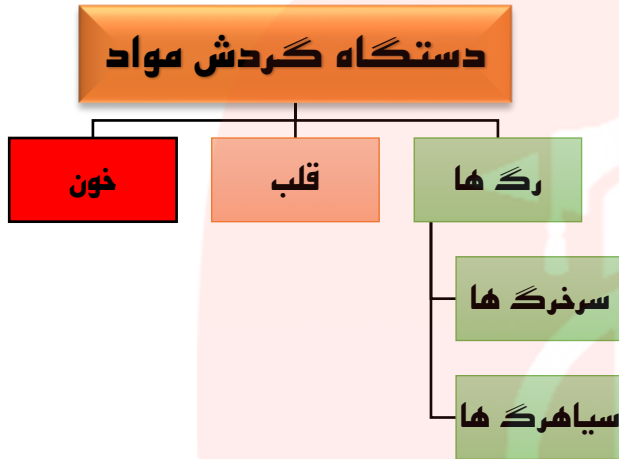 دستگاه گردش مواد
رگ ها
قلب
خون
سرخرگ ها
سیاهرگ ها